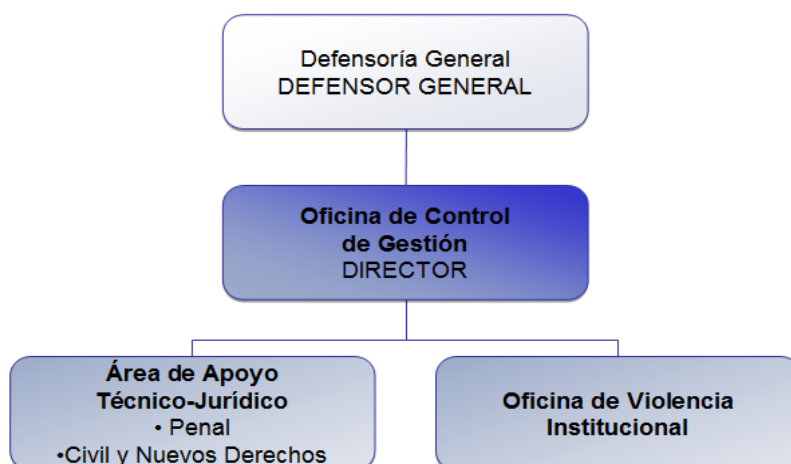 Defensoría General
DEFENSOR GENERAL
Oficina de Control
de Gestión
DIRECTOR
Área de Apoyo
Técnico-Jurídico
• Penal
•Civil y Nuevos Derechos
Oficina de Violencia
Institucional